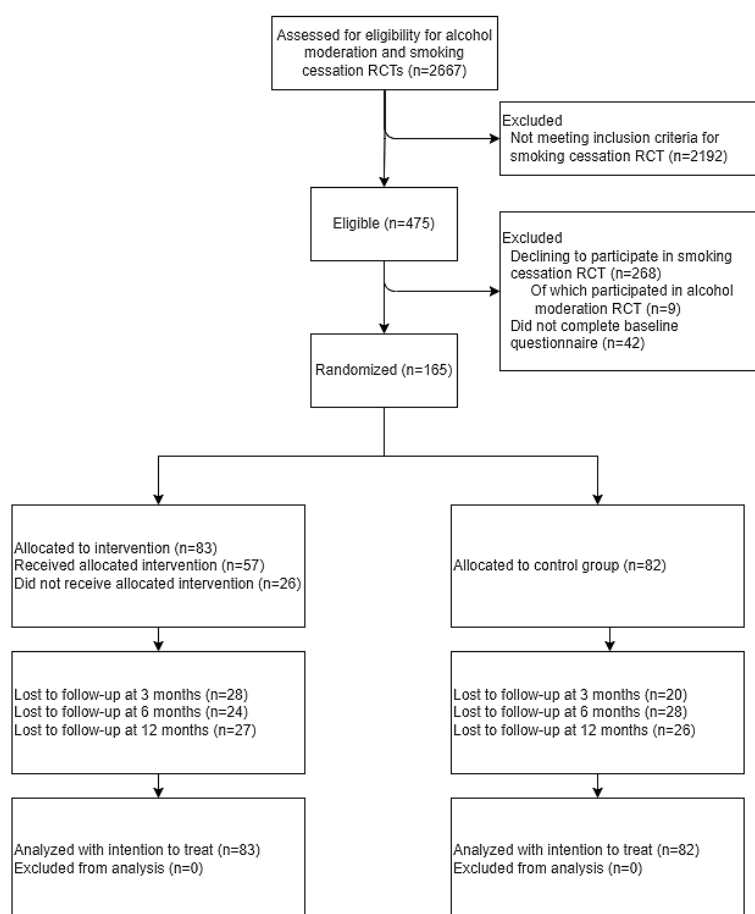 Assessed for eligibility for alcohol
moderation and smoking
cessation RCTs (n=2667)
Excluded
Not meeting inclusion criteria for
smoking cessation RCT (n=2192)
Eligible (n=475)
Excluded
Declining to participate in smoking
cessation RCT (n=268)
Of which participated in alcohol
moderation RCT (n=9)
Did not complete baseline
questionnaire (n=42)
Randomized (n=165)
Allocated to intervention (n=83)
Received allocated intervention (n=57)
Did not receive allocated intervention (n=26)
Allocated to control group (n=82)
Lost to follow-up at 3 months (n=28)
Lost to follow-up at 6 months (n=24)
Lost to follow-up at 12 months (n=27)
Lost to follow-up at 3 months (n=20)
Lost to follow-up at 6 months (n=28)
Lost to follow-up at 12 months (n=26)
Analyzed with intention to treat (n=83)
Excluded from analysis (n=0)
Analyzed with intention to treat (n=82)
Excluded from analysis (n=0)